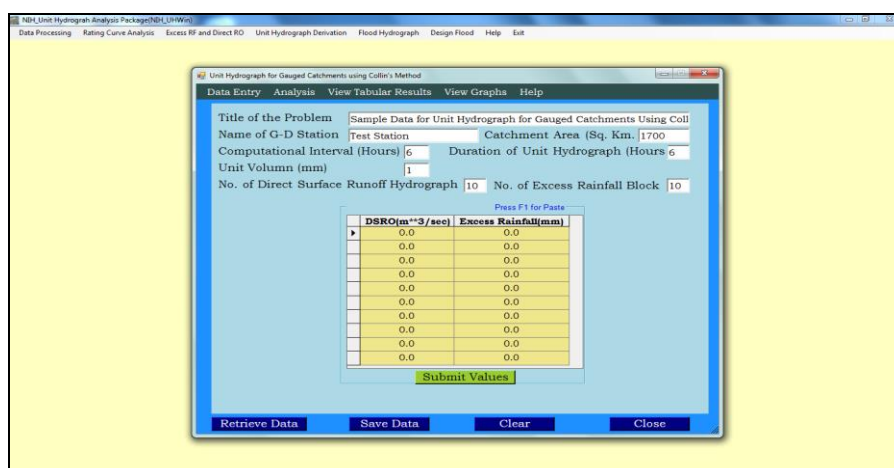 NIH_Unit Hydrograh Analysis Package(NIH_UHWin)
Data Processing Rating Curve Analysis Excess RF and Direct RO Unit Hydrograph Derivation Flood Hydrograph Design Flood Help Exit
Unit Hydrograph for Gauged Catchments using Collin's Method
Data Entry Analysis View Tabular Results View Graphs Help
Title of the Problem Sample Data for Unit Hydrograph for Gauged Catchments Using Coll
Name of G-D Station Test Station Catchment Area (Sq. Km. 1700
Computational Interval (Hours) 6 Duration of Unit Hydrograph (Hours 6
Unit Volumn (mm) 1
No. of Direct Surface Runoff Hydrograph 10 No. of Excess Rainfall Block 10
Press F1 for Paste
DSRO(m**3/sec) Excess Rainfall(mm)
0.0 0.0
0.0 0.0
0.0 0.0
0.0 0.0
0.0 0.0
0.0 0.0
0.0 0.0
0.0 0.0
0.0 0.0
0.0 0.0
Submit Values
Retrieve Data Save Data Clear Close